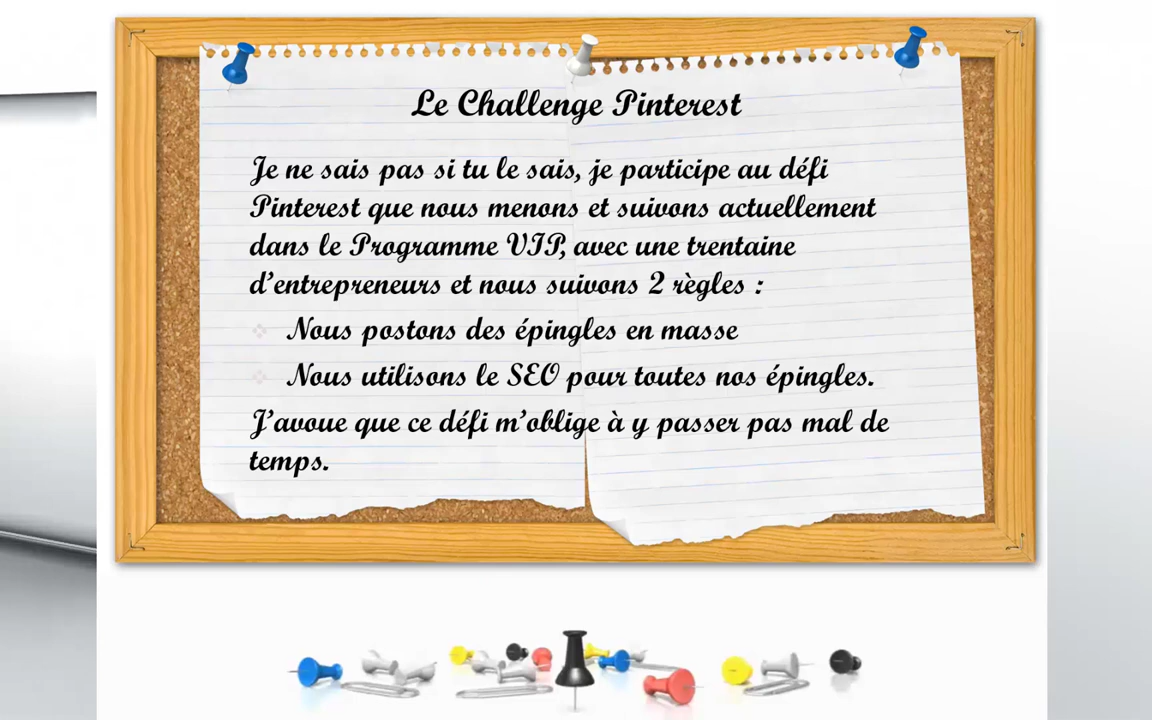 Le Challenge Pinterest
Je ne sais pas si tu le sais, je participe au défi
Pinterest que nous menons et suivons actuellement
dans le Programme VIP, avec une trentaine
d'entrepreneurs et nous suivons 2 règles :
Nous postons des épingles en masse
Nous utilisons le SEO pour toutes nos épingles.
J'avoue que ce défi m'oblige à y passer pas mal de
temps.